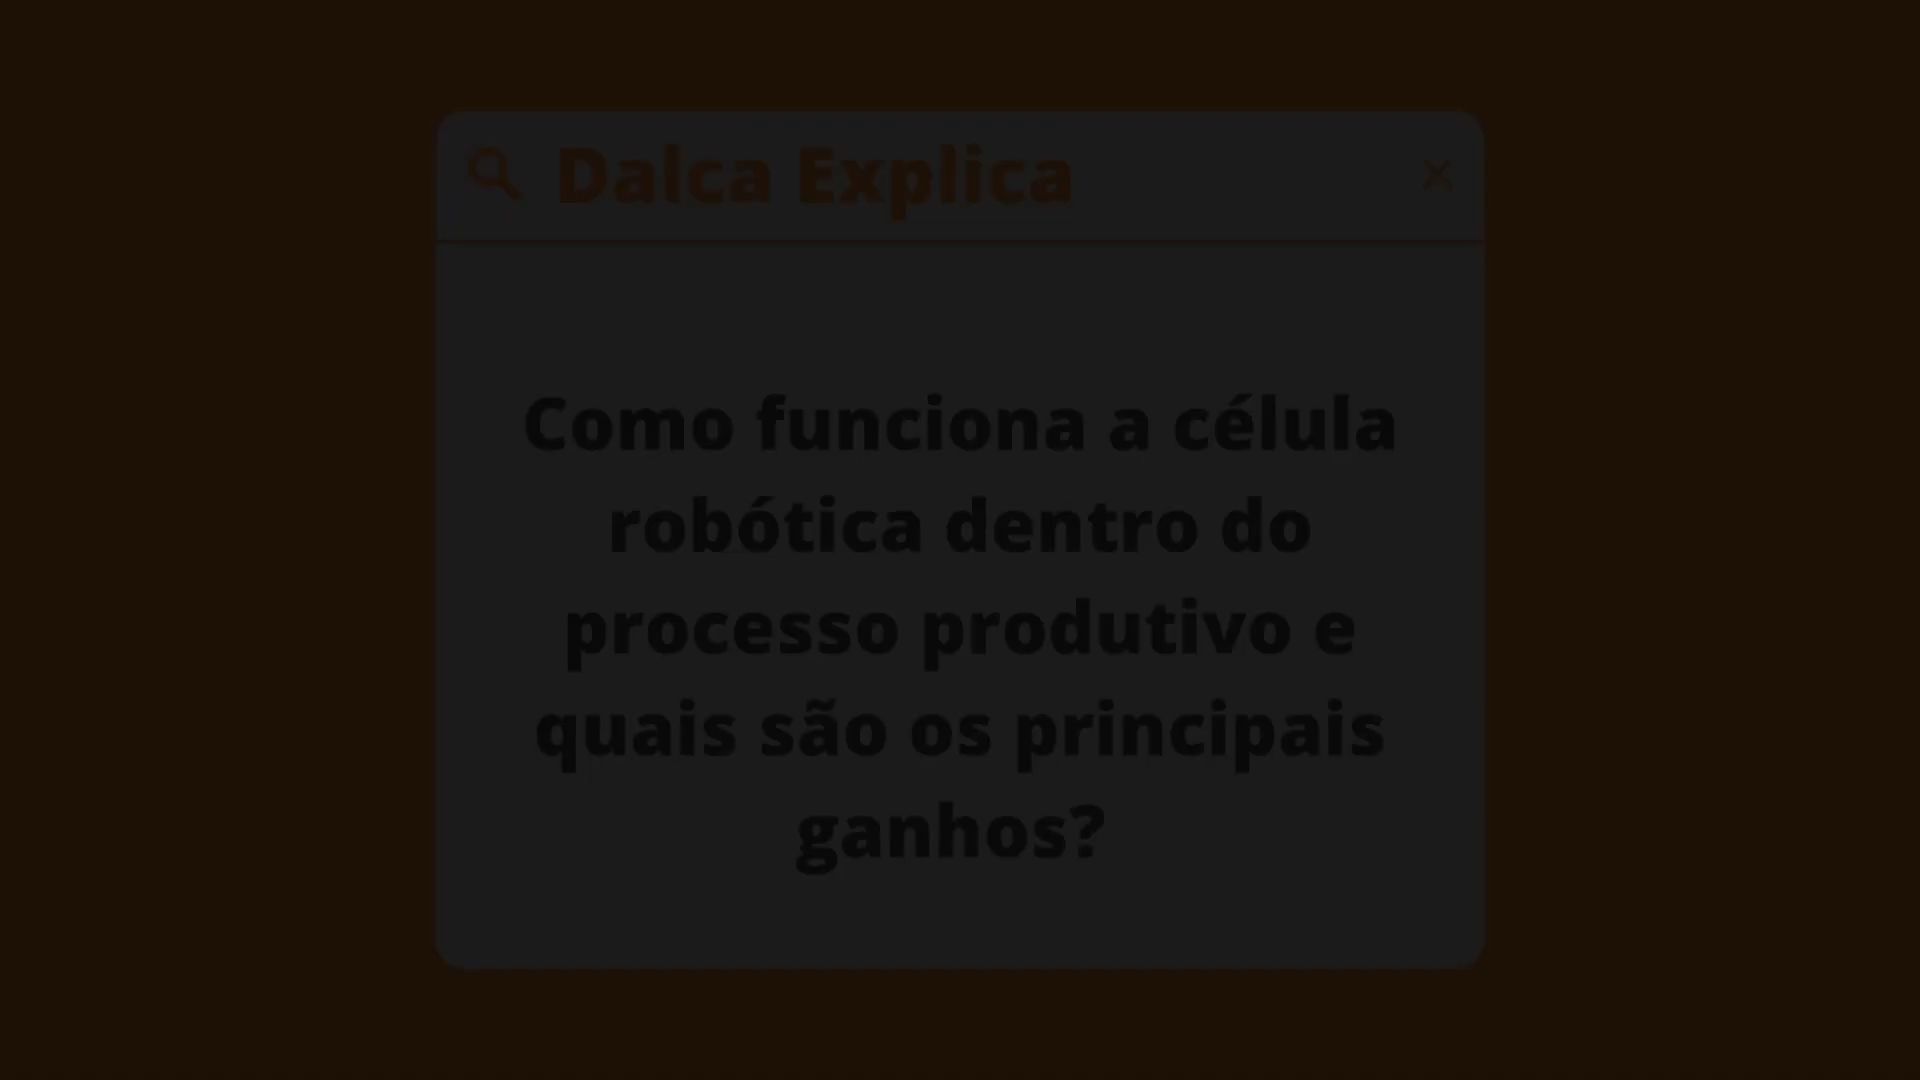 Dalca Explica
Como funciona a célula
robótica dentro do
processo produtivo e
quais são os principais
ganhos?